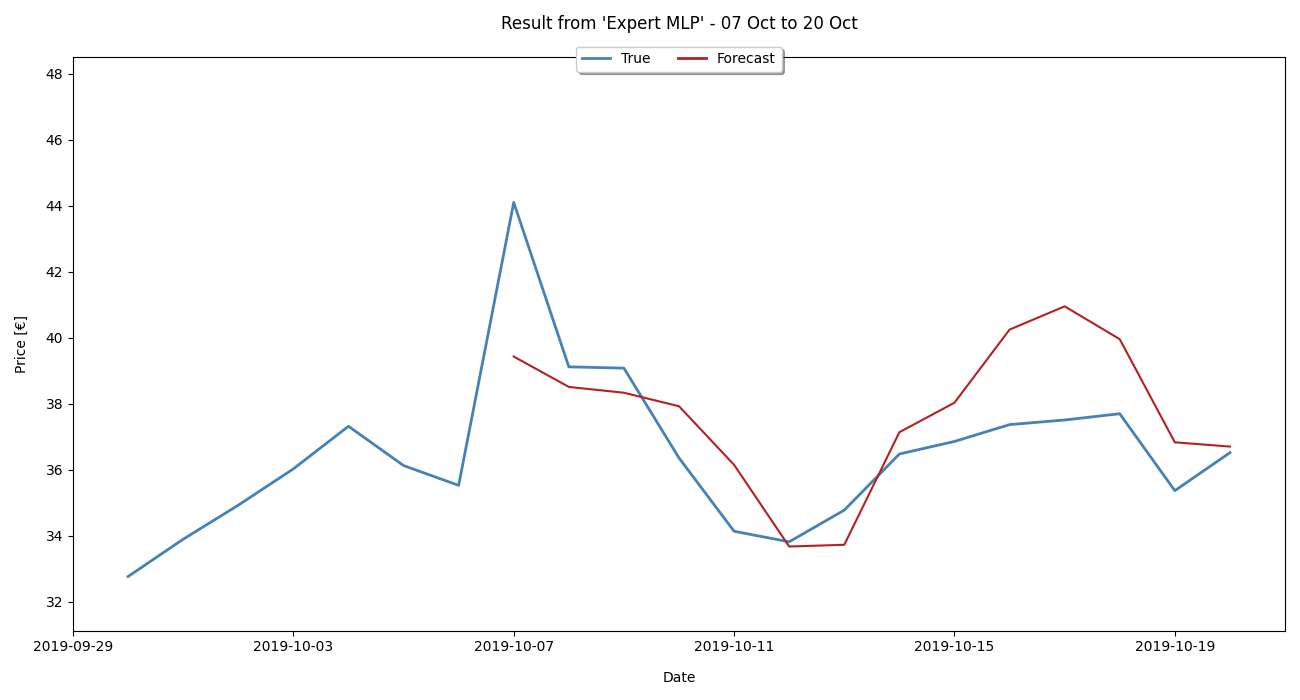 Result from 'Expert MLP' - 07 Oct to 20 Oct
True Forecast
48
46
44
42
40
38
36
34
32
Price [€]
2019-09-29 2019-10-03 2019-10-07 2019-10-11 2019-10-15 2019-10-19
Date